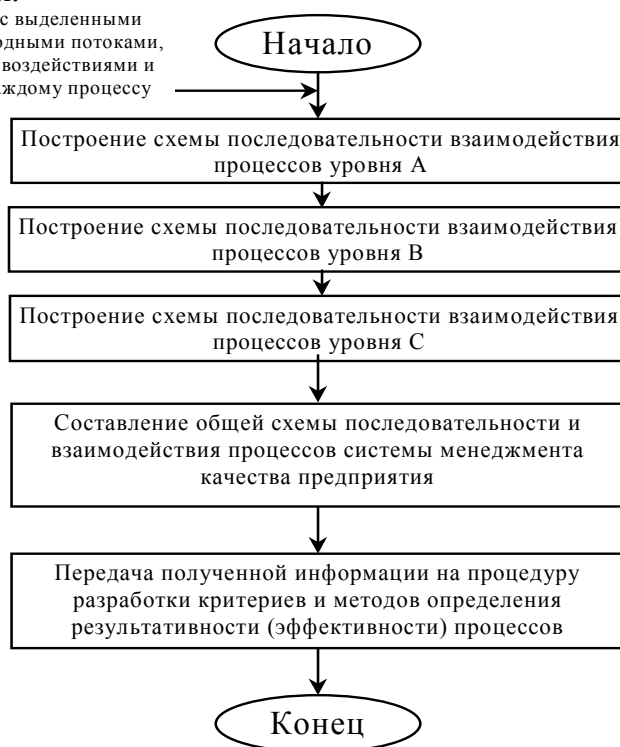 с выделенными
потоками,
воздействиями и
процессу
Начало
Построение схемы последовательности взаимодействия
процессов уровня А
Построение схемы последовательности взаимодействия
процессов уровня В
Построение схемы последовательности взаимодействия
процессов уровня С
Составление общей схемы последовательности и
взаимодействия процессов системы менеджмента
качества предприятия
Передача полученной информации на процедуру
разработки критериев и методов определения
результативности (эффективности) процессов
Конец